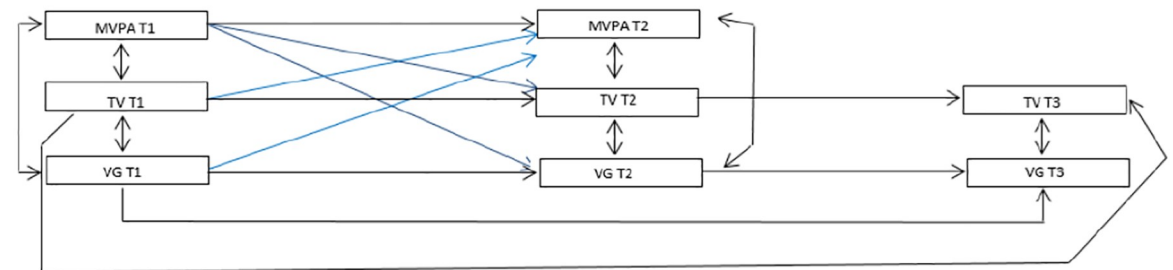 MVPA T1
MVPA T2
TV T1
TV T2
TV T3
VG T1
VG T2
VG T3